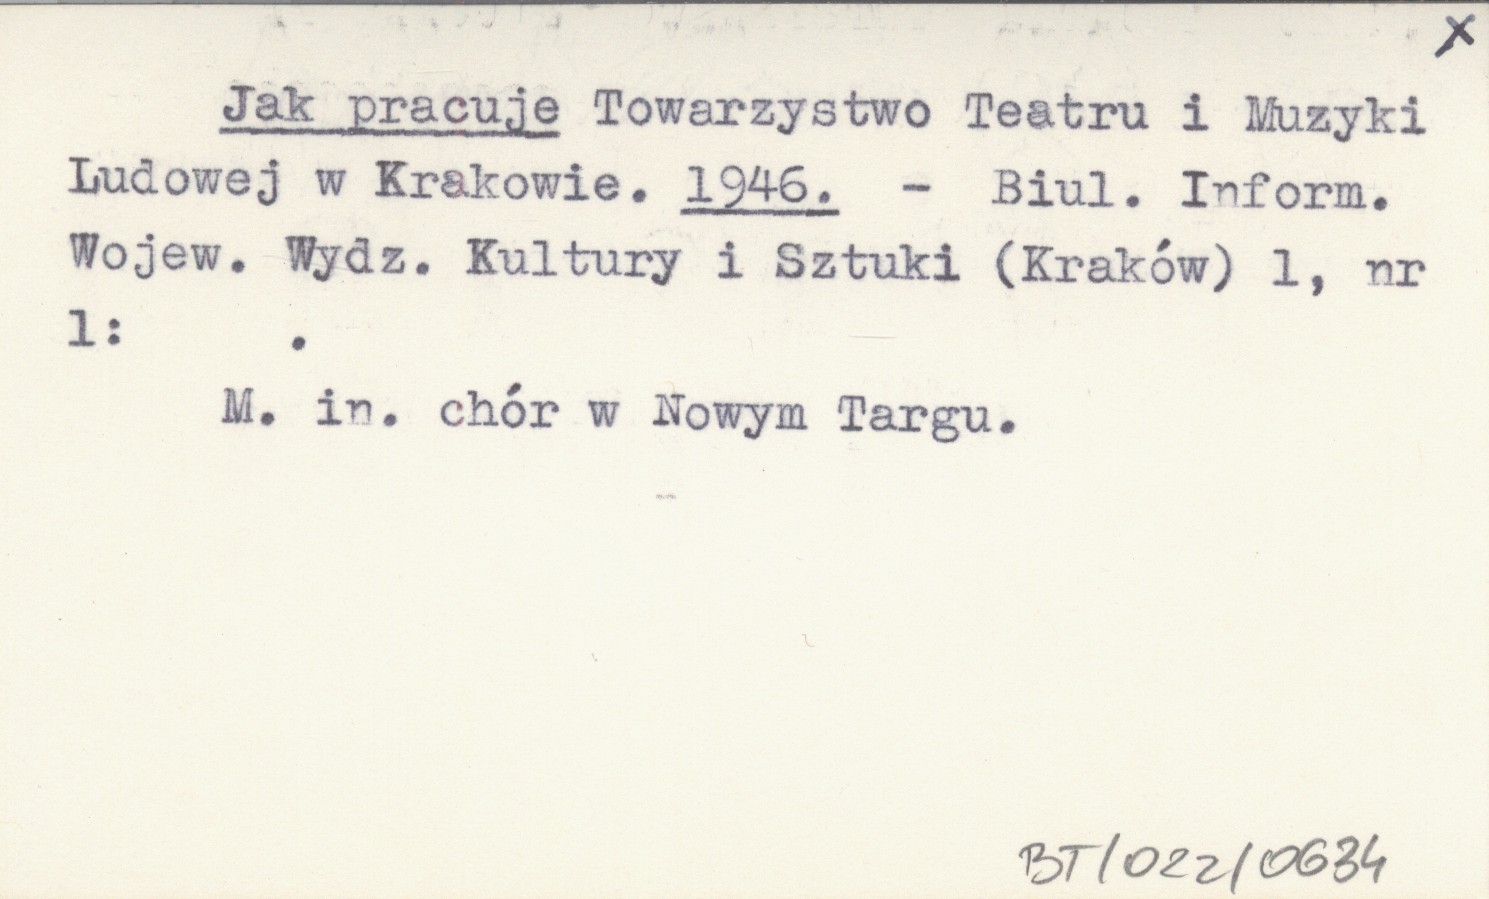 x
Jak pracuje Towarzystwo Teatru i Muzyki
Ludowej w Krakowie. 1946. - Biul. Inform.
Wojew. Wydz. Kultury i Sztuki (Kraków) 1, nr
1: .
M. in. chór w Nowym Targu.
BT/022/0634